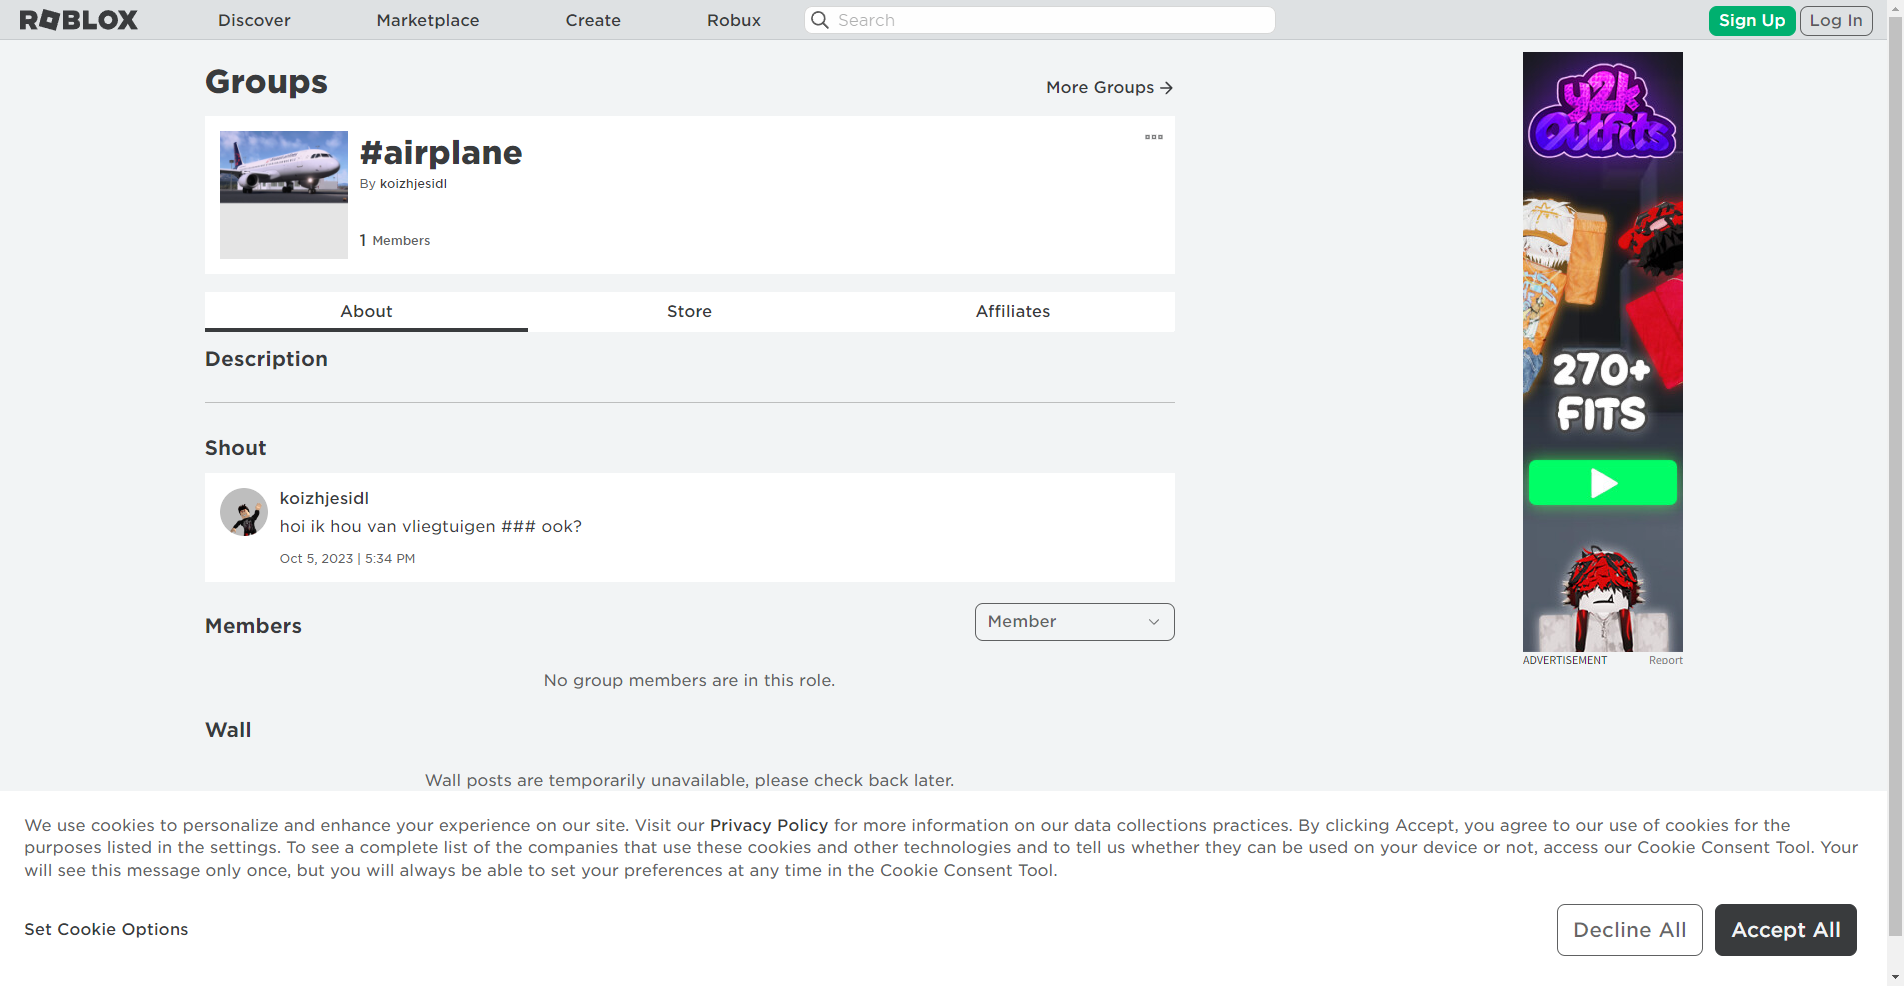 ROBLOX
Discover
Marketplace
Create
Robux
Search
Sign Up
Log In
Groups
More Groups
#airplane
By koizhjesidl
1 Members
About
Store
Affiliates
Description
Shout
koizhjesidl
hoi ik hou van vliegtuigen ### ook?
Oct 5, 2023 | 5:34 PM
Members
Member
No group members are in this role.
Wall
Wall posts are temporarily unavailable, please check back later.
y2k
Outfits
270+
FITS
ADVERTISEMENT
Report
We use cookies to personalize and enhance your experience on our site. Visit our Privacy Policy for more information on our data collections practices. By clicking Accept, you agree to our use of cookies for the
purposes listed in the settings. To see a complete list of the companies that use these cookies and other technologies and to tell us whether they can be used on your device or not, access our Cookie Consent Tool. Your
will see this message only once, but you will always be able to set your preferences at any time in the Cookie Consent Tool.
Set Cookie Options
Decline All
Accept All